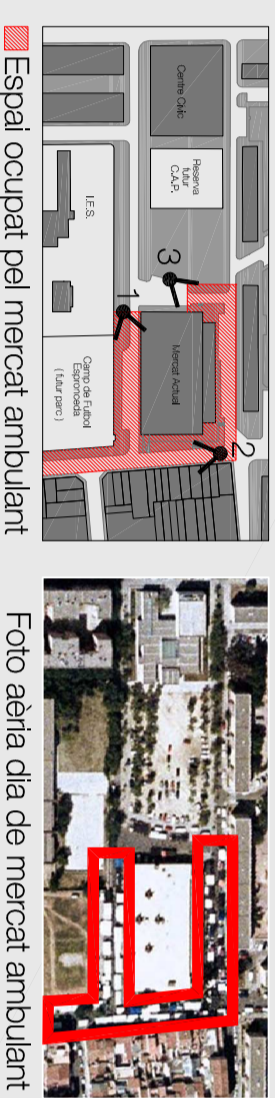 Centre Cívic
Reserva
futur
C.A.P.
3
2
Mercat Actual
1
I.E.S.
Camp de Futbol
Espronceda
( futur parc )
Espai ocupat pel mercat ambulant
Foto aèria dia de mercat ambulant